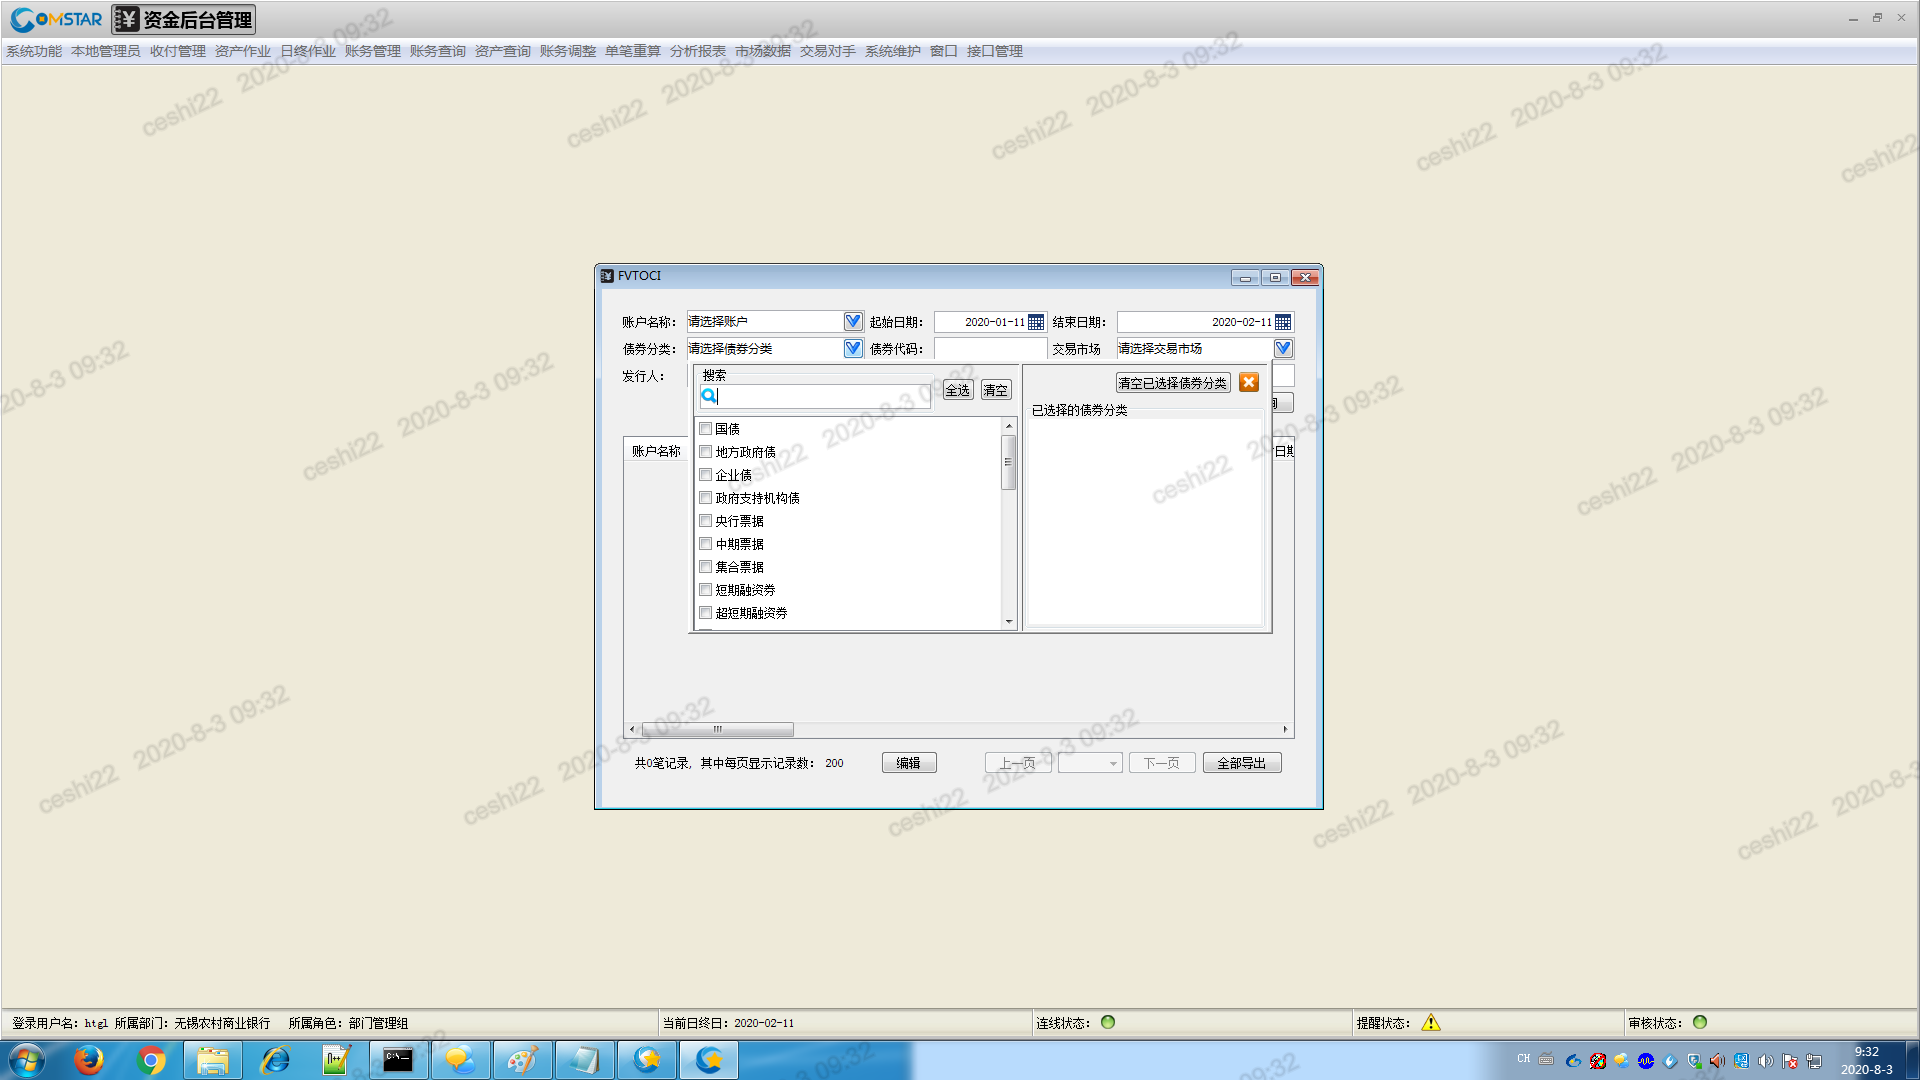 COMSTAR 资金后台管理
系统功能 本地管理员 收付管理 资产作业 日终作业 账务管理 账务查询 资产查询 账务调整 单笔重算 分析报表 市场数据 交易对手 系统维护 窗口 接口管理
FVTOCI
账户名称： 请选择账户 起始日期： 2020-01-11 结束日期： 2020-02-11
债券分类： 请选择债券分类 债券代码： 交易市场 请选择交易市场
发行人：
搜索
全选 清空 清空已选择债券分类
已选择的债券分类
国债
账户名称 地方政府债 日期
企业债
政府支持机构债
央行票据
中期票据
集合票据
短期融资券
超短期融资券
共0笔记录，其中每页显示记录数： 200 编辑 上一页 下一页 全部导出
登录用户名：htgl 所属部门：无锡农村商业银行 所属角色：部门管理组 当前日终日：2020-02-11 连线状态： 提醒状态： 审核状态：
CH 9:32
2020-8-3
ceshi22 2020-8-3 09:32